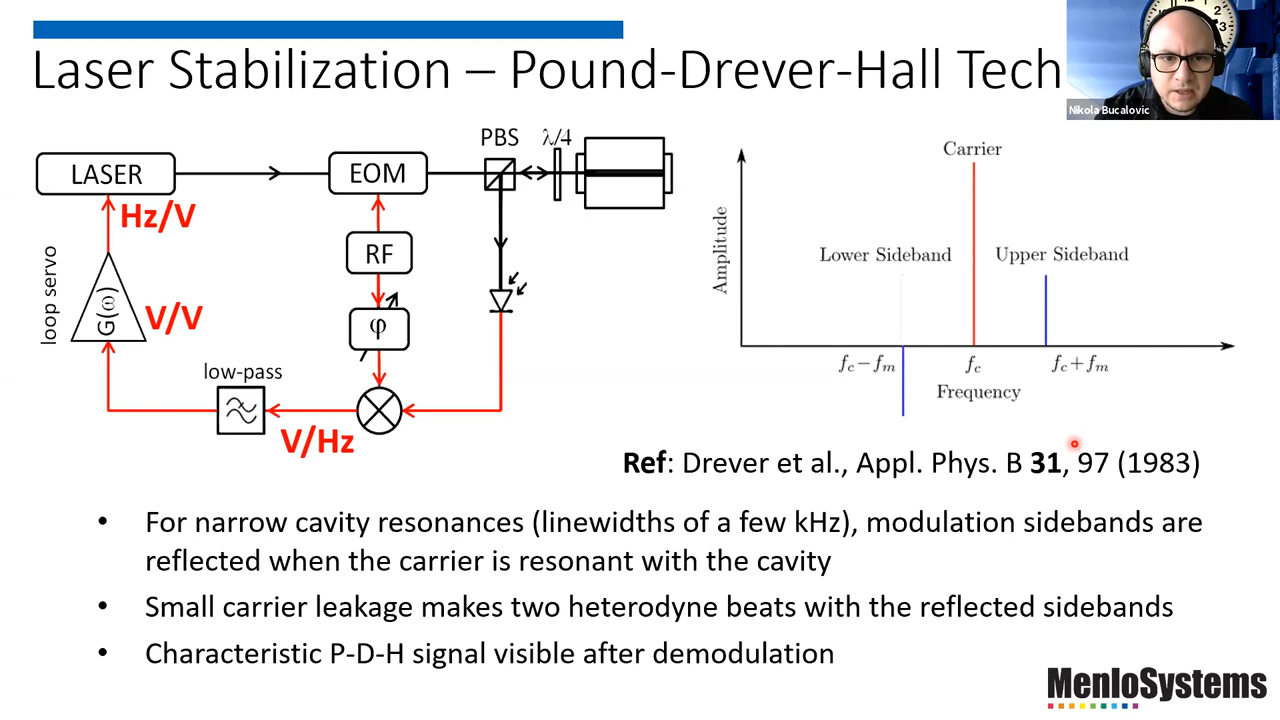 Laser Stabilization – Pound-Drever-Hall Tech
Nikola Bucalovic
LASER
EOM
PBS
λ/4
Hz/V
RF
loop servo
G(ω)
V/V
φ
low-pass
V/Hz
Carrier
Amplitude
Lower Sideband
Upper Sideband
fc−fm
fc
fc+fm
Frequency
Ref: Drever et al., Appl. Phys. B 31, 97 (1983)
• For narrow cavity resonances (linewidths of a few kHz), modulation sidebands are
reflected when the carrier is resonant with the cavity
• Small carrier leakage makes two heterodyne beats with the reflected sidebands
• Characteristic P-D-H signal visible after demodulation
MenloSystems